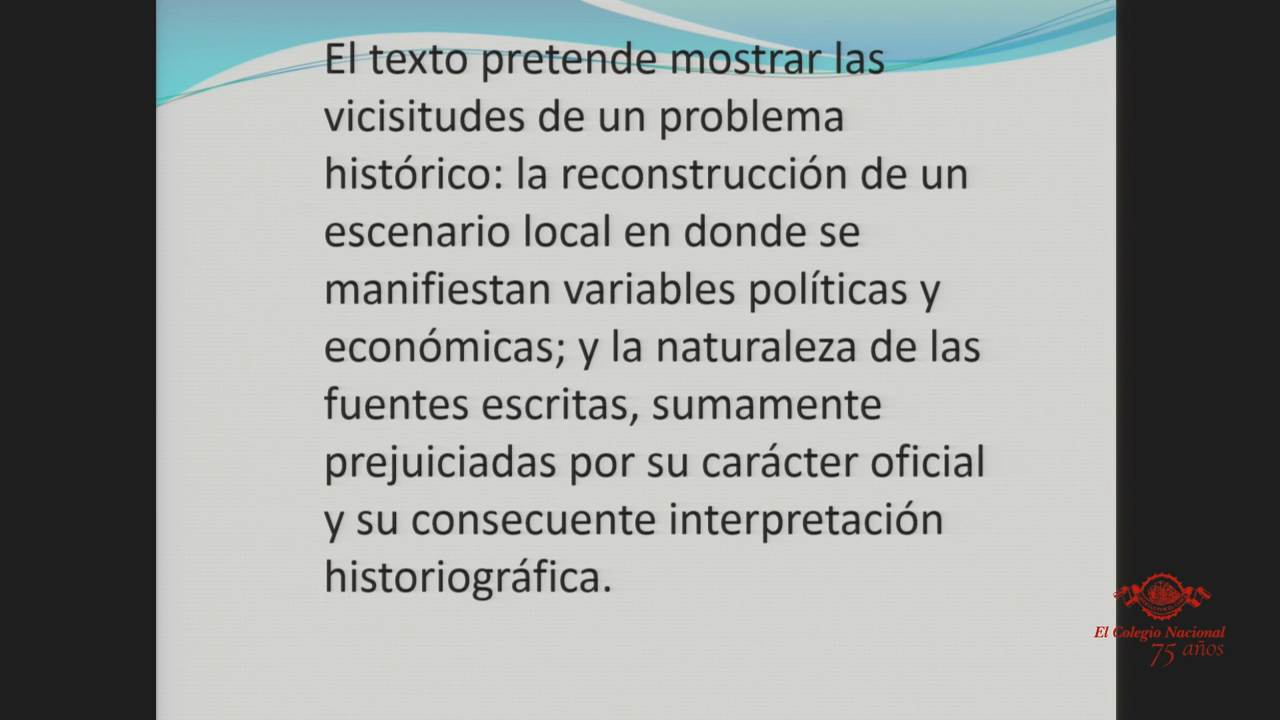 El texto pretende mostrar las
vicisitudes de un problema
histórico: la reconstrucción de un
escenario local en donde se
manifiestan variables políticas y
económicas; y la naturaleza de las
fuentes escritas, sumamente
prejuiciadas por su carácter oficial
y su consecuente interpretación
historiográfica.
El Colegio Nacional
75 años